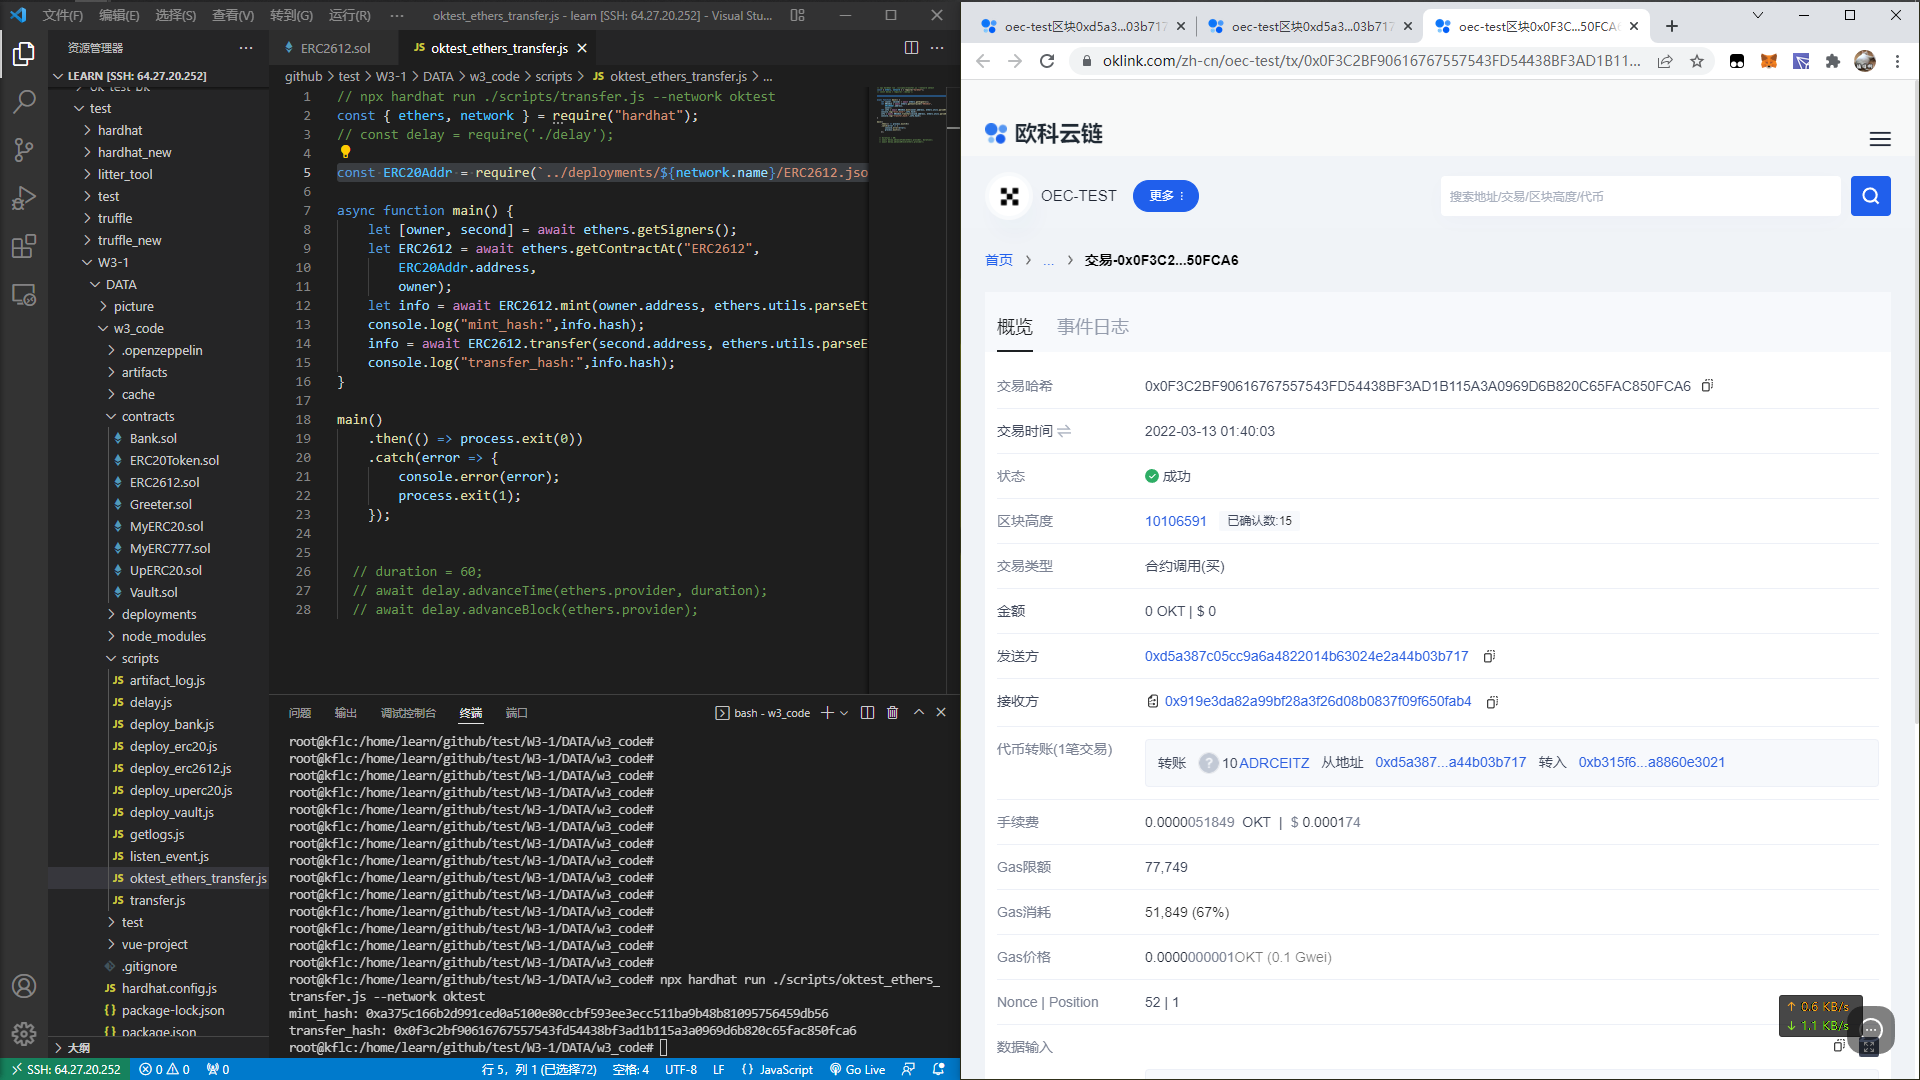 文件(F) 编辑(E) 选择(S) 查看(V) 转到(G) 运行(R) ··· oktest_ethers_transfer.js - learn [SSH: 64.27.20.252] - Visual Stu...
资源管理器 ···
LEARN [SSH: 64.27.20.252]
ok test bk
test
hardhat
hardhat_new
litter_tool
test
truffle
truffle_new
W3-1
DATA
picture
w3_code
.openzeppelin
artifacts
cache
contracts
Bank.sol
ERC20Token.sol
ERC2612.sol
Greeter.sol
MyERC20.sol
MyERC777.sol
UpERC20.sol
Vault.sol
deployments
node_modules
scripts
JS artifact_log.js
JS delay.js
JS deploy_bank.js
JS deploy_erc20.js
JS deploy_erc2612.js
JS deploy_uperc20.js
JS deploy_vault.js
JS getlogs.js
JS listen_event.js
JS oktest_ethers_transfer.js
JS transfer.js
test
vue-project
.gitignore
JS hardhat.config.js
{} package-lock.json
{} package.json
大纲
ERC2612.sol JS oktest_ethers_transfer.js ···
github > test > W3-1 > DATA > w3_code > scripts > JS oktest_ethers_transfer.js > ...
1 // npx hardhat run ./scripts/transfer.js --network oktest
2 const { ethers, network } = require("hardhat");
3 // const delay = require('./delay');
4
5 const ERC20Addr = require(`../deployments/${network.name}/ERC2612.jso
6
7 async function main() {
8 let [owner, second] = await ethers.getSigners();
9 let ERC2612 = await ethers.getContractAt("ERC2612",
10 ERC20Addr.address,
11 owner);
12 let info = await ERC2612.mint(owner.address, ethers.utils.parseEt
13 console.log("mint_hash:",info.hash);
14 info = await ERC2612.transfer(second.address, ethers.utils.parseE
15 console.log("transfer_hash:",info.hash);
16 }
17
18 main()
19 .then(() => process.exit(0))
20 .catch(error => {
21 console.error(error);
22 process.exit(1);
23 });
24
25
26 // duration = 60;
27 // await delay.advanceTime(ethers.provider, duration);
28 // await delay.advanceBlock(ethers.provider);
问题 输出 调试控制台 终端 端口 bash - w3_code
root@kflc:/home/learn/github/test/W3-1/DATA/w3_code#
root@kflc:/home/learn/github/test/W3-1/DATA/w3_code#
root@kflc:/home/learn/github/test/W3-1/DATA/w3_code#
root@kflc:/home/learn/github/test/W3-1/DATA/w3_code#
root@kflc:/home/learn/github/test/W3-1/DATA/w3_code#
root@kflc:/home/learn/github/test/W3-1/DATA/w3_code#
root@kflc:/home/learn/github/test/W3-1/DATA/w3_code#
root@kflc:/home/learn/github/test/W3-1/DATA/w3_code#
root@kflc:/home/learn/github/test/W3-1/DATA/w3_code#
root@kflc:/home/learn/github/test/W3-1/DATA/w3_code#
root@kflc:/home/learn/github/test/W3-1/DATA/w3_code#
root@kflc:/home/learn/github/test/W3-1/DATA/w3_code#
root@kflc:/home/learn/github/test/W3-1/DATA/w3_code#
root@kflc:/home/learn/github/test/W3-1/DATA/w3_code#
root@kflc:/home/learn/github/test/W3-1/DATA/w3_code# npx hardhat run ./scripts/oktest_ethers_
transfer.js --network oktest
mint_hash: 0xa375c166b2d991ced0a5100e80ccbf593ee3ecc511ba9b48b81095756459db56
transfer_hash: 0x0f3c2bf90616767557543fd54438bf3ad1b115a3a0969d6b820c65fac850fca6
root@kflc:/home/learn/github/test/W3-1/DATA/w3_code#
SSH: 64.27.20.252 0 0 0 行 5，列 1 (已选择72) 空格: 4 UTF-8 LF {} JavaScript Go Live
oec-test区块0xd5a3...03b717 oec-test区块0xd5a3...03b717 oec-test区块0x0F3C...50FCA
oklink.com/zh-cn/oec-test/tx/0x0F3C2BF90616767557543FD54438BF3AD1B11...
欧科云链
OEC-TEST 更多 搜索地址/交易/区块高度/代币
首页 > ... > 交易-0x0F3C2...50FCA6
概览 事件日志
交易哈希 0x0F3C2BF90616767557543FD54438BF3AD1B115A3A0969D6B820C65FAC850FCA6
交易时间 2022-03-13 01:40:03
状态 成功
区块高度 10106591 已确认数:15
交易类型 合约调用(买)
金额 0 OKT | $ 0
发送方 0xd5a387c05cc9a6a4822014b63024e2a44b03b717
接收方 0x919e3da82a99bf28a3f26d08b0837f09f650fab4
代币转账(1笔交易) 转账 ? 10 ADRCEITZ 从地址 0xd5a387...a44b03b717 转入 0xb315f6...a8860e3021
手续费 0.0000051849 OKT | $ 0.000174
Gas限额 77,749
Gas消耗 51,849 (67%)
Gas价格 0.0000000001OKT (0.1 Gwei)
Nonce | Position 52 | 1
数据输入
↑ 0.6 KB/s
↓ 1.1 KB/s